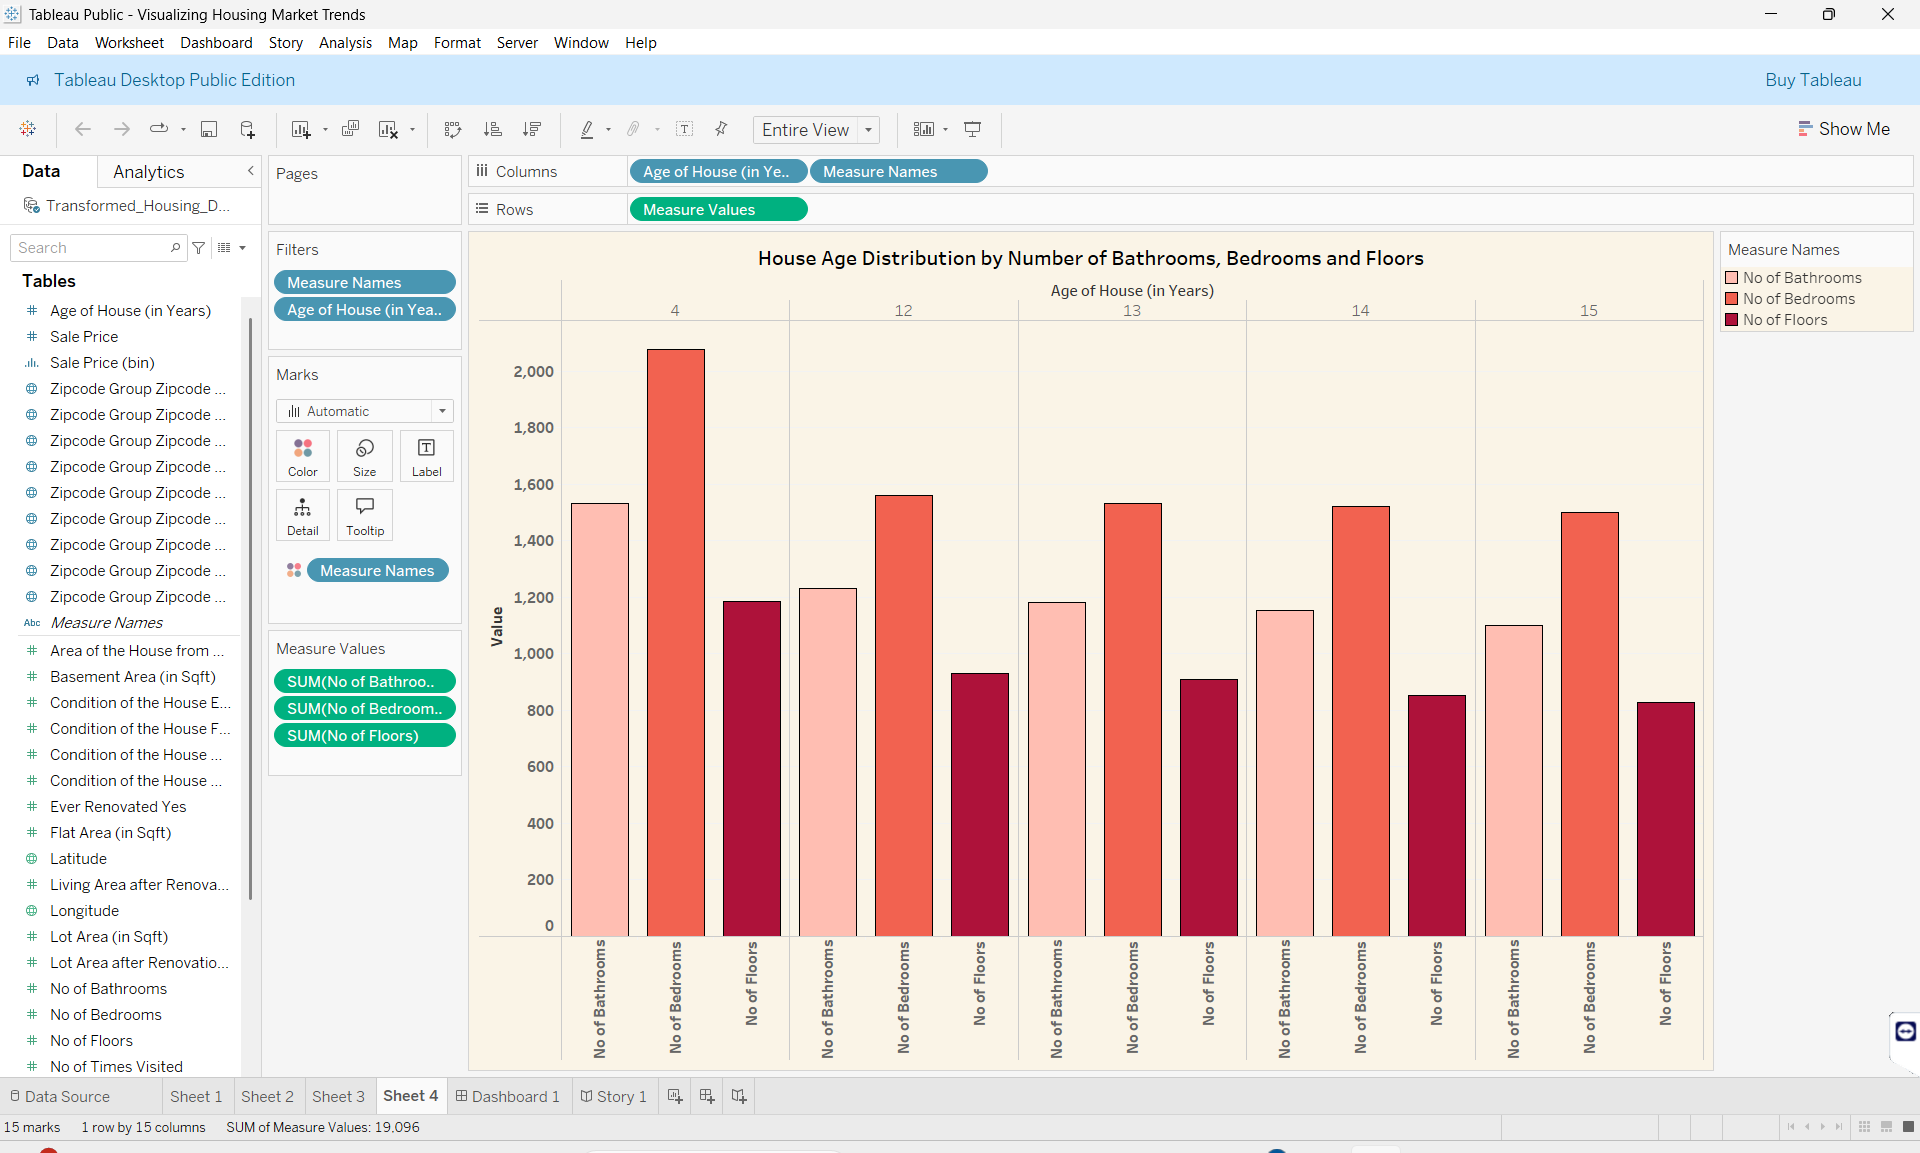 Tableau Public - Visualizing Housing Market Trends
File Data Worksheet Dashboard Story Analysis Map Format Server Window Help
Tableau Desktop Public Edition
Buy Tableau
Entire View
Show Me
Data
Analytics
Transformed_Housing_D...
Search
Tables
Age of House (in Years)
Sale Price
Sale Price (bin)
Zipcode Group Zipcode ...
Zipcode Group Zipcode ...
Zipcode Group Zipcode ...
Zipcode Group Zipcode ...
Zipcode Group Zipcode ...
Zipcode Group Zipcode ...
Zipcode Group Zipcode ...
Zipcode Group Zipcode ...
Zipcode Group Zipcode ...
Abc Measure Names
Area of the House from ...
Basement Area (in Sqft)
Condition of the House E...
Condition of the House F...
Condition of the House ...
Condition of the House ...
Ever Renovated Yes
Flat Area (in Sqft)
Latitude
Living Area after Renova...
Longitude
Lot Area (in Sqft)
Lot Area after Renovatio...
No of Bathrooms
No of Bedrooms
No of Floors
No of Times Visited
Pages
Filters
Measure Names
Age of House (in Yea..
Marks
Automatic
Color
Size
Label
Detail
Tooltip
Measure Names
Measure Values
SUM(No of Bathroo..
SUM(No of Bedroom..
SUM(No of Floors)
Columns
Age of House (in Ye..
Measure Names
Rows
Measure Values
House Age Distribution by Number of Bathrooms, Bedrooms and Floors
Age of House (in Years)
4 12 13 14 15
Value
2,000
1,800
1,600
1,400
1,200
1,000
800
600
400
200
0
No of Bathrooms
No of Bedrooms
No of Floors
No of Bathrooms
No of Bedrooms
No of Floors
No of Bathrooms
No of Bedrooms
No of Floors
No of Bathrooms
No of Bedrooms
No of Floors
No of Bathrooms
No of Bedrooms
No of Floors
Measure Names
No of Bathrooms
No of Bedrooms
No of Floors
Data Source Sheet 1 Sheet 2 Sheet 3 Sheet 4 Dashboard 1 Story 1
15 marks 1 row by 15 columns SUM of Measure Values: 19,096